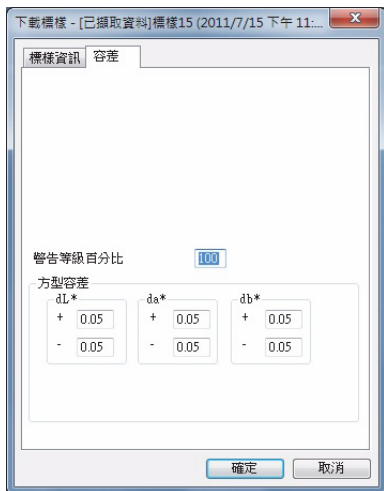 下載標樣 - [已擷取資料]標樣15 (2011/7/15 下午 11:...
標樣資訊 容差
警告等級百分比 100
方型容差
dL* da* db*
+ 0.05 + 0.05 + 0.05
- 0.05 - 0.05 - 0.05
確定 取消